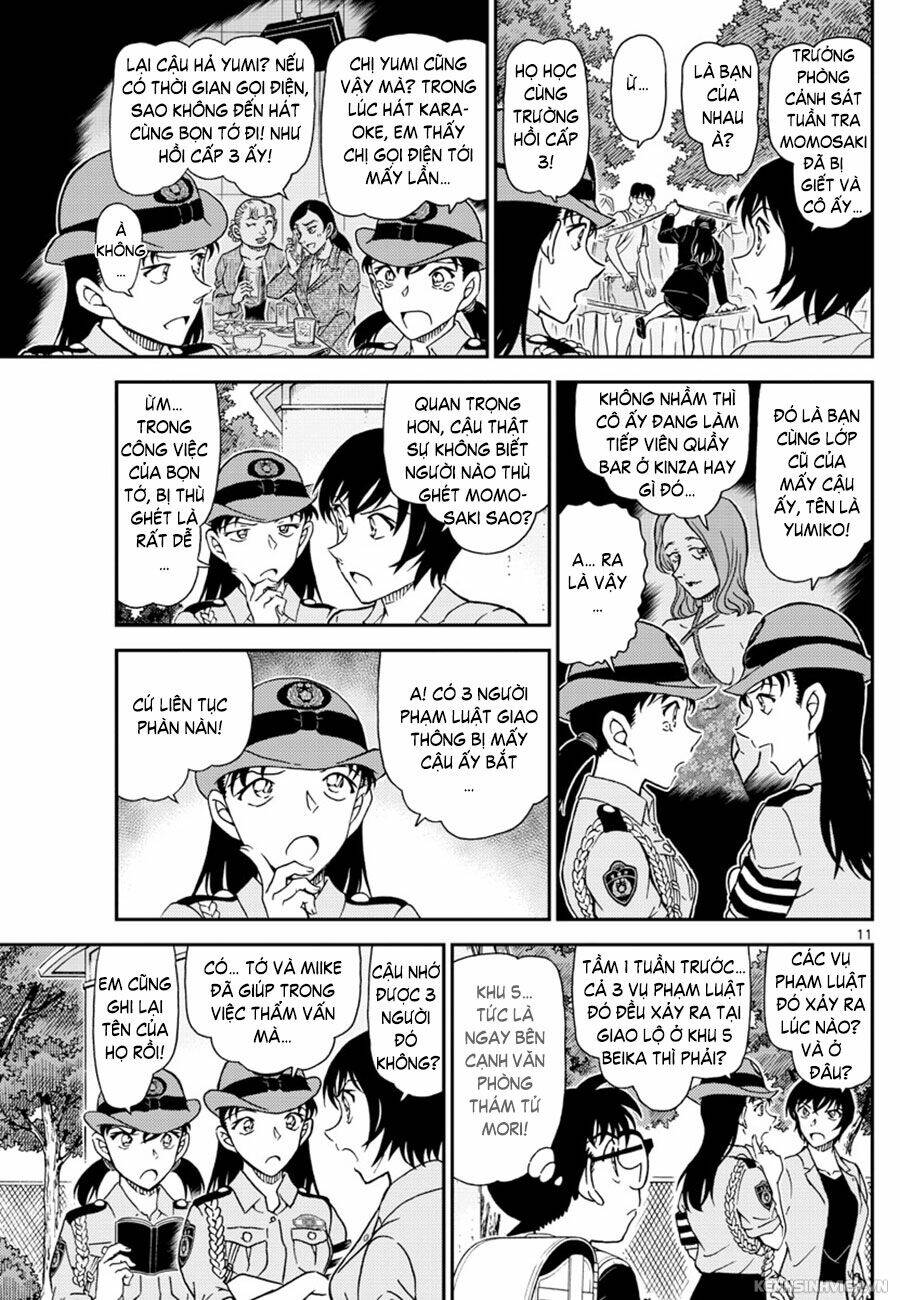 TRƯỞNG
PHÒNG
CẢNH SÁT
TUẦN TRA
MOMOSAKI
ĐÃ BỊ
GIẾT VÀ
CÔ ẤY...
LÀ BẠN
CỦA
NHAU
À?
Ừ...
HỌ HỌC
CÙNG
TRƯỜNG
HỒI CẤP
3!
CHỊ YUMI CŨNG
VẬY MÀ? TRONG
LÚC HÁT KARA-
OKE, EM THẤY
CHỊ GỌI ĐIỆN TỚI
MẤY LẦN...
LẠI CẬU HẢ YUMI? NẾU
CÓ THỜI GIAN GỌI ĐIỆN,
SAO KHÔNG ĐẾN HÁT
CÙNG BỌN TỚ ĐI! NHƯ
HỒI CẤP 3 ẤY!
À
KHÔNG
...
ĐÓ LÀ BẠN
CÙNG LỚP
CŨ CỦA
MẤY CẬU
ẤY, TÊN LÀ
YUMIKO!
KHÔNG NHẦM THÌ
CÔ ẤY ĐANG LÀM
TIẾP VIÊN QUẦY
BAR Ở KINZA HAY
GÌ ĐÓ...
A... RA
LÀ VẬY
...
QUAN TRỌNG
HƠN, CẬU THẬT
SỰ KHÔNG BIẾT
NGƯỜI NÀO THÙ
GHÉT MOMO-
SAKI SAO?
ỪM...
TRONG
CÔNG VIỆC
CỦA BỌN
TỚ, BỊ THÙ
GHÉT LÀ
RẤT DỄ
...
A! CÓ 3 NGƯỜI
PHẠM LUẬT GIAO
THÔNG BỊ MẤY
CẬU ẤY BẮT
...
CỨ LIÊN TỤC
PHÀN NÀN!
11
CÁC VỤ
PHẠM LUẬT
ĐÓ XẢY RA
LÚC NÀO?
VÀ Ở
ĐÂU?
TẦM 1 TUẦN TRƯỚC...
CẢ 3 VỤ PHẠM LUẬT
ĐÓ ĐỀU XẢY RA TẠI
GIAO LỘ Ở KHU 5
BEIKA THÌ PHẢI?
KHU 5...
TỨC LÀ
NGAY BÊN
CẠNH VĂN
PHÒNG
THÁM TỬ
MORI!
CẬU NHỚ
ĐƯỢC 3
NGƯỜI
ĐÓ
KHÔNG?
CÓ... TỚ VÀ MIIKE
ĐÃ GIÚP TRONG
VIỆC THẨM VẤN
MÀ...
EM CŨNG
GHI LẠI
TÊN CỦA
HỌ RỒI!